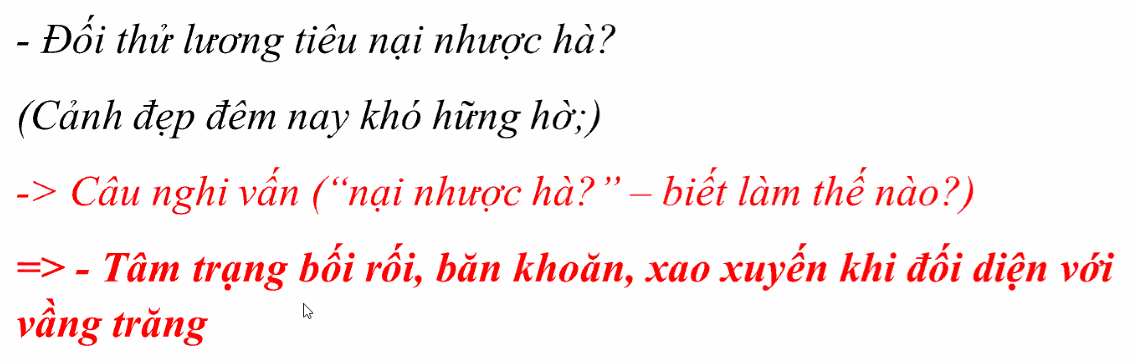 - Đối thử lương tiêu nại nhược hà?
(Cảnh đẹp đêm nay khó hững hờ;)
-> Câu nghi vấn (“nại nhược hà?” – biết làm thế nào?)
=> - Tâm trạng bối rối, băn khoăn, xao xuyến khi đối diện với
vầng trăng